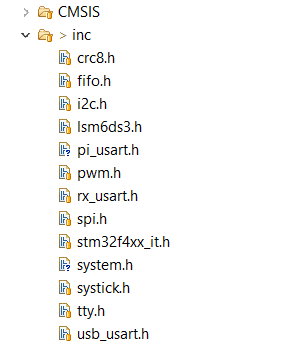 CMSIS
> inc
crc8.h
fifo.h
i2c.h
lsm6ds3.h
pi_usart.h
pwm.h
rx_usart.h
spi.h
stm32f4xx_it.h
system.h
systick.h
tty.h
usb_usart.h